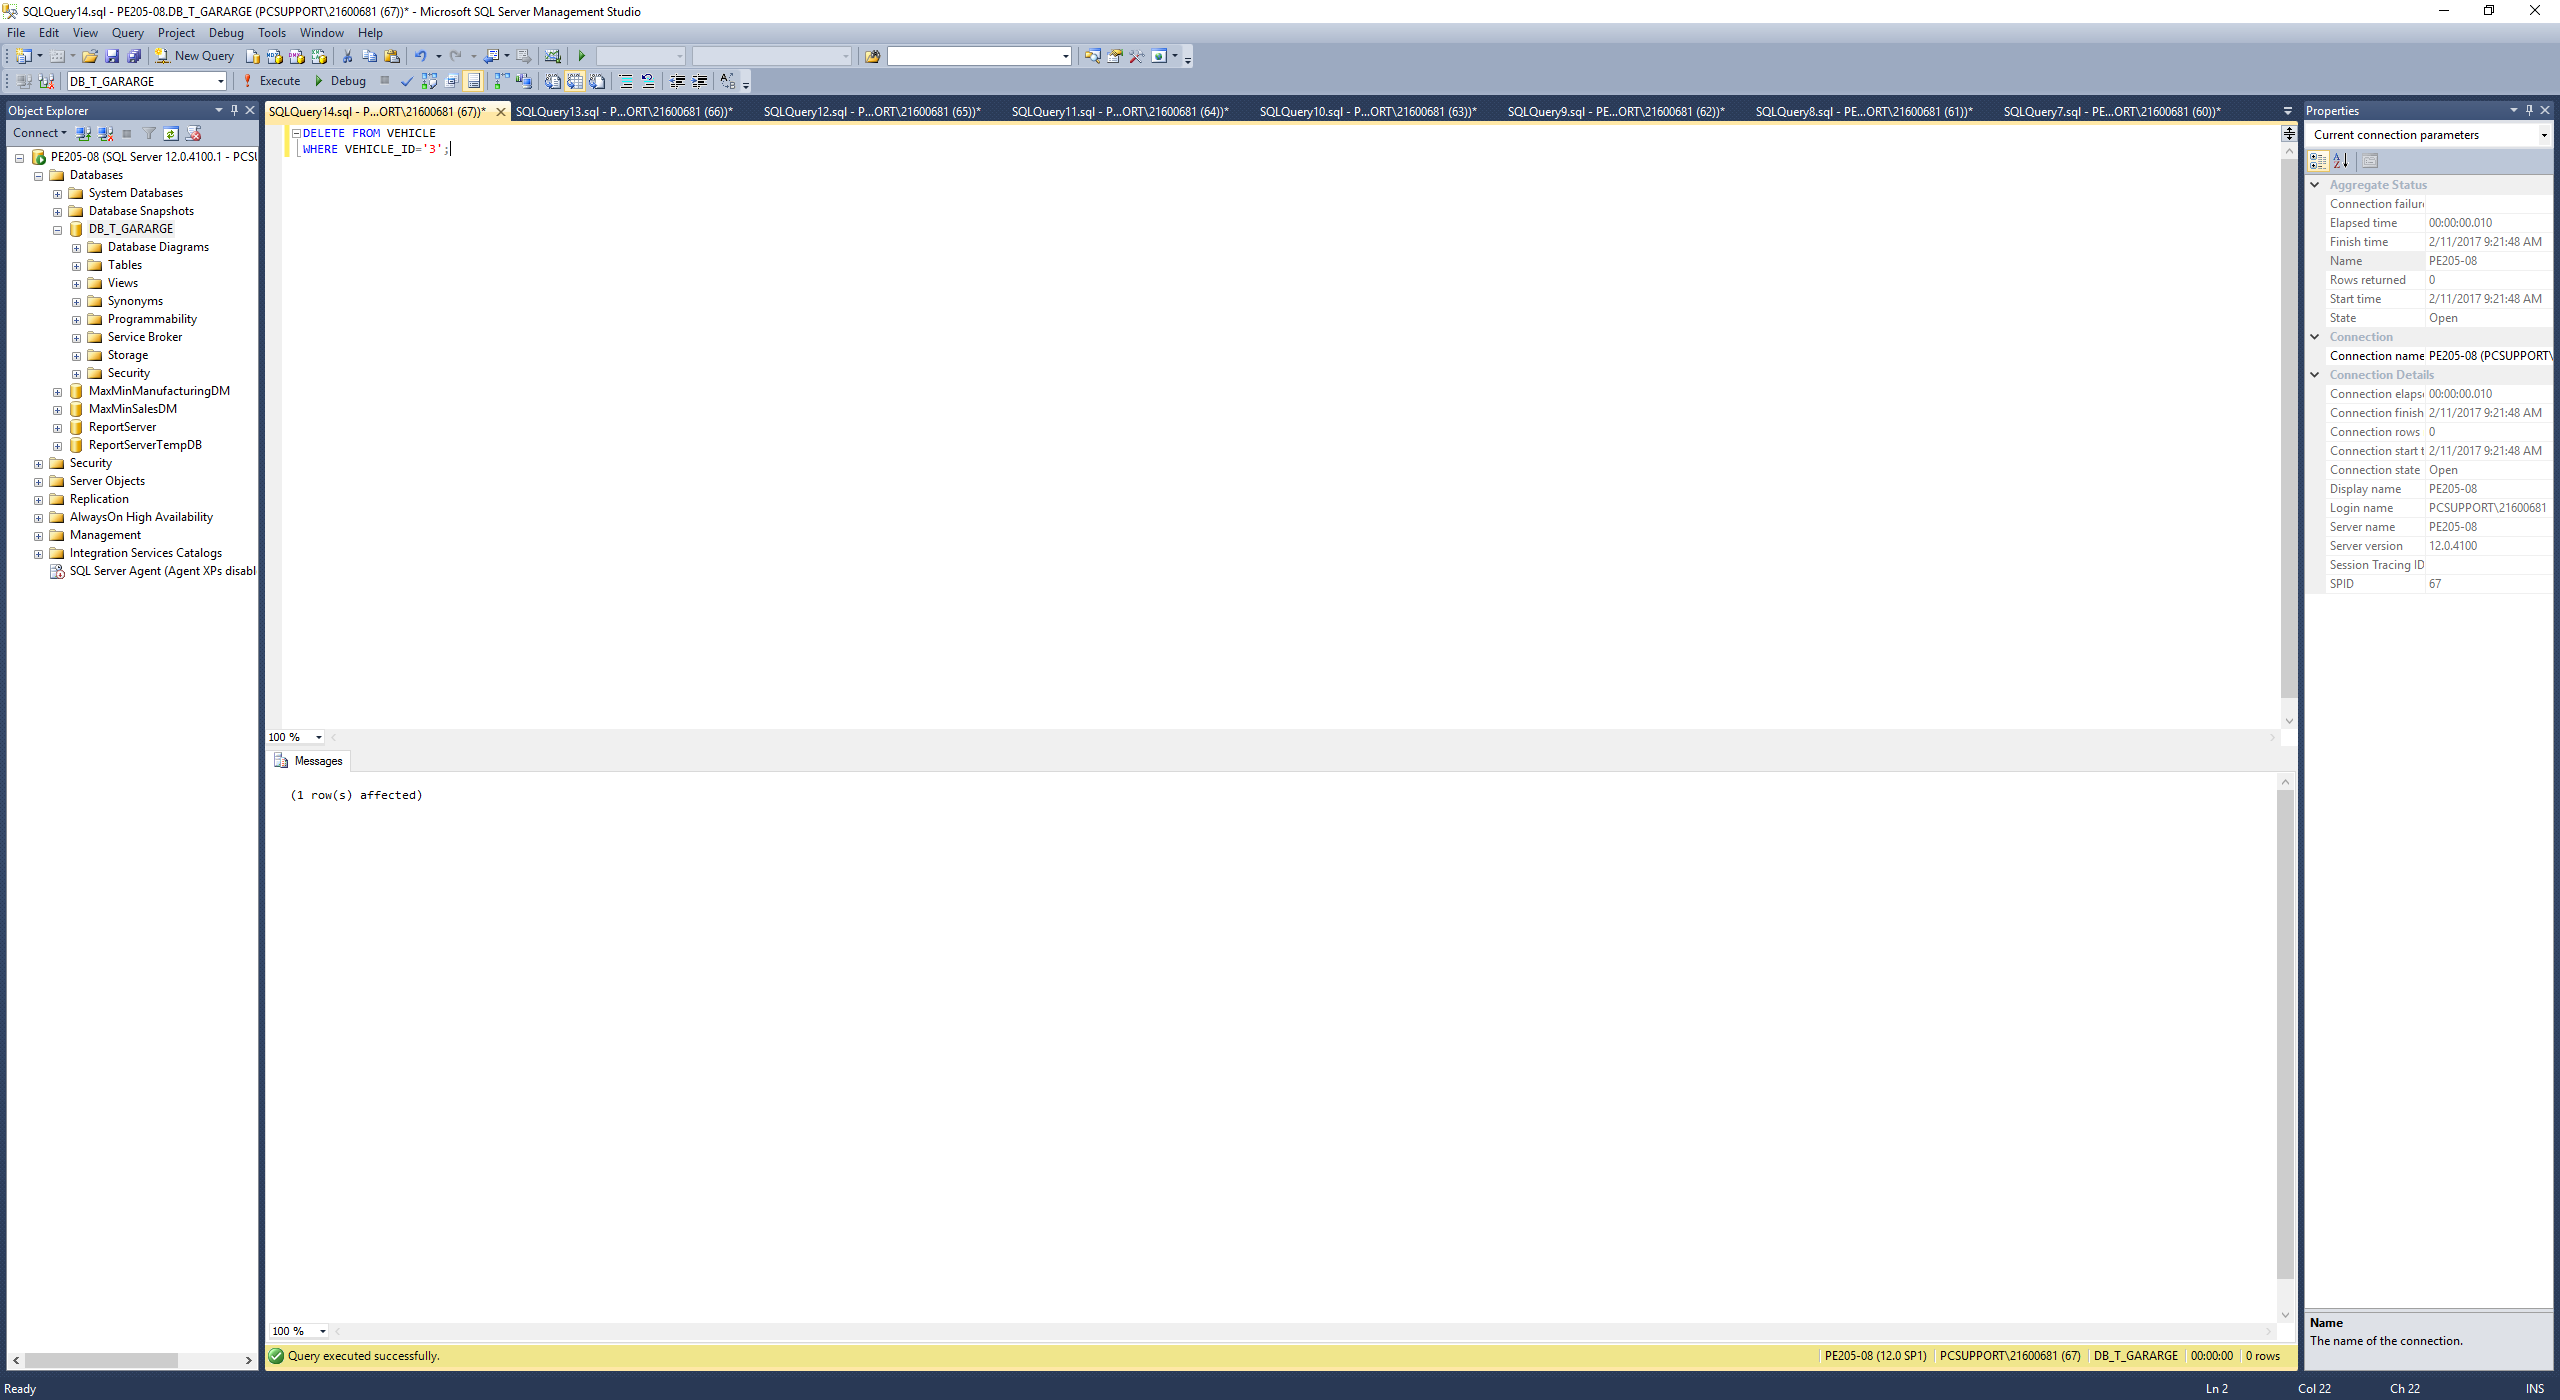 SQLQuery14.sql - PE205-08.DB_T_GARARGE (PCSUPPORT\21600681 (67))* - Microsoft SQL Server Management Studio
File Edit View Query Project Debug Tools Window Help
New Query
DB_T_GARARGE Execute Debug
Object Explorer
Connect
PE205-08 (SQL Server 12.0.4100.1 - PCSU
Databases
System Databases
Database Snapshots
DB_T_GARARGE
Database Diagrams
Tables
Views
Synonyms
Programmability
Service Broker
Storage
Security
MaxMinManufacturingDM
MaxMinSalesDM
ReportServer
ReportServerTempDB
Security
Server Objects
Replication
AlwaysOn High Availability
Management
Integration Services Catalogs
SQL Server Agent (Agent XPs disabl
SQLQuery14.sql - P...ORT\21600681 (67))* SQLQuery13.sql - P...ORT\21600681 (66))* SQLQuery12.sql - P...ORT\21600681 (65))* SQLQuery11.sql - P...ORT\21600681 (64))* SQLQuery10.sql - P...ORT\21600681 (63))* SQLQuery9.sql - PE...ORT\21600681 (62))* SQLQuery8.sql - PE...ORT\21600681 (61))* SQLQuery7.sql - PE...ORT\21600681 (60))*
DELETE FROM VEHICLE
WHERE VEHICLE_ID='3';
100 %
Messages
(1 row(s) affected)
100 %
Query executed successfully. PE205-08 (12.0 SP1) PCSUPPORT\21600681 (67) DB_T_GARARGE 00:00:00 0 rows
Properties
Current connection parameters
Aggregate Status
Connection failure
Elapsed time 00:00:00.010
Finish time 2/11/2017 9:21:48 AM
Name PE205-08
Rows returned 0
Start time 2/11/2017 9:21:48 AM
State Open
Connection
Connection name PE205-08 (PCSUPPORT\
Connection Details
Connection elapse 00:00:00.010
Connection finish 2/11/2017 9:21:48 AM
Connection rows 0
Connection start t 2/11/2017 9:21:48 AM
Connection state Open
Display name PE205-08
Login name PCSUPPORT\21600681
Server name PE205-08
Server version 12.0.4100
Session Tracing ID
SPID 67
Name
The name of the connection.
Ready Ln 2 Col 22 Ch 22 INS